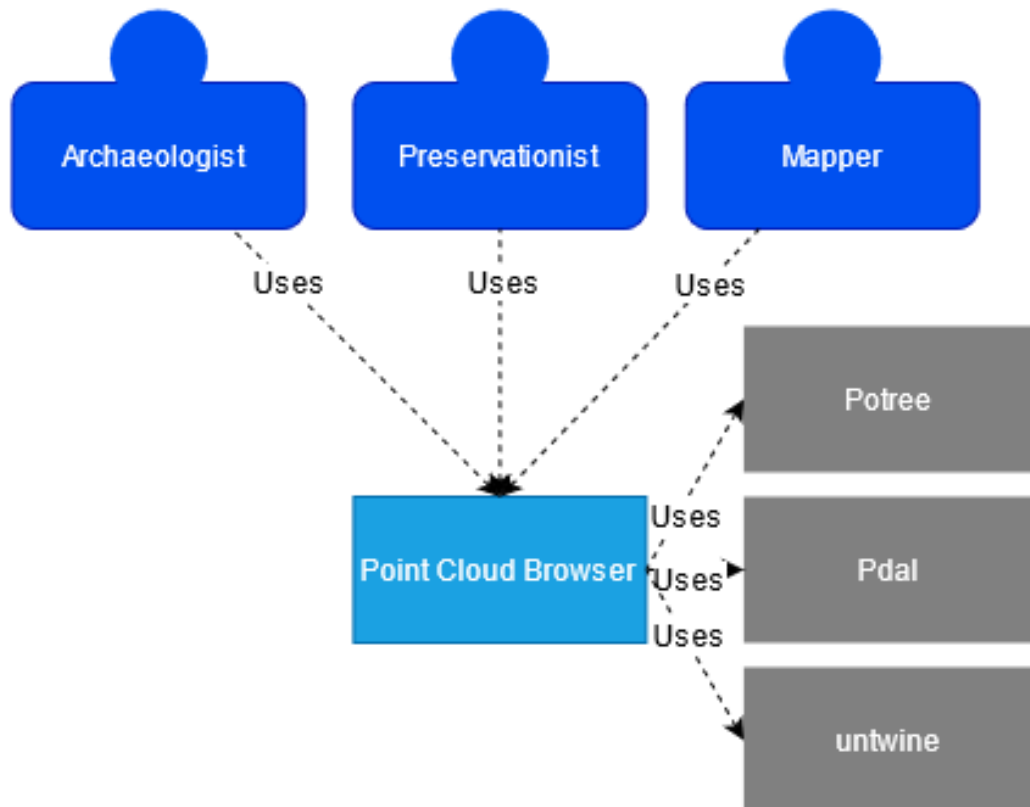 Archaeologist
Preservationist
Mapper
Uses
Uses
Uses
Potree
Uses
Point Cloud Browser
Uses
Pdal
Uses
untwine